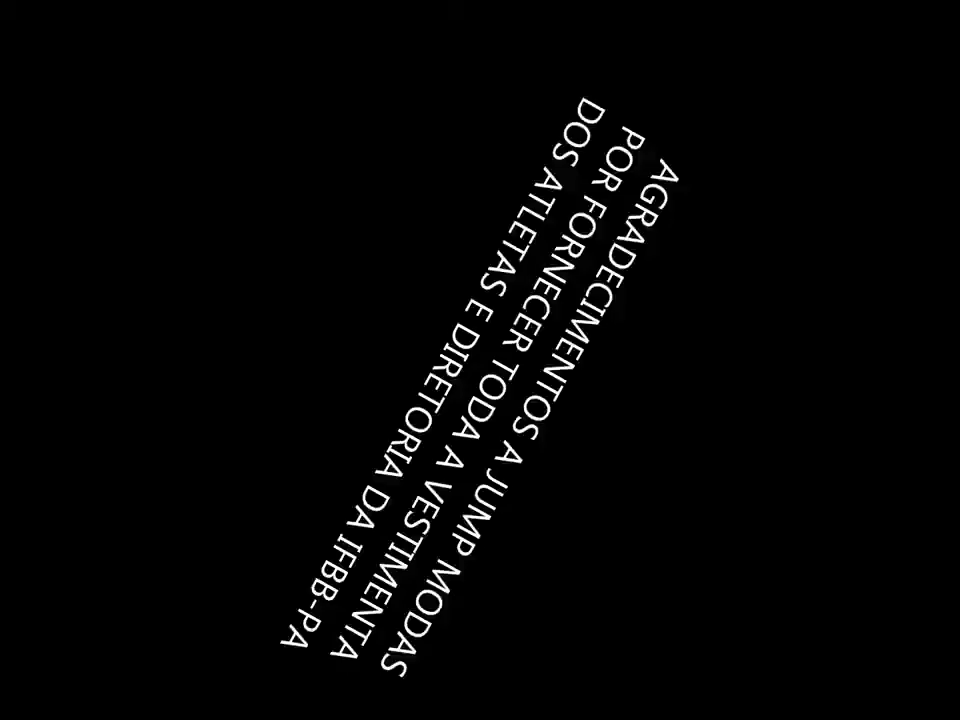 AGRADECIMENTOS A JUMP MODAS
POR FORNECER TODA A VESTIMENTA
DOS ATLETAS E DIRETORIA DA IFBB-PA